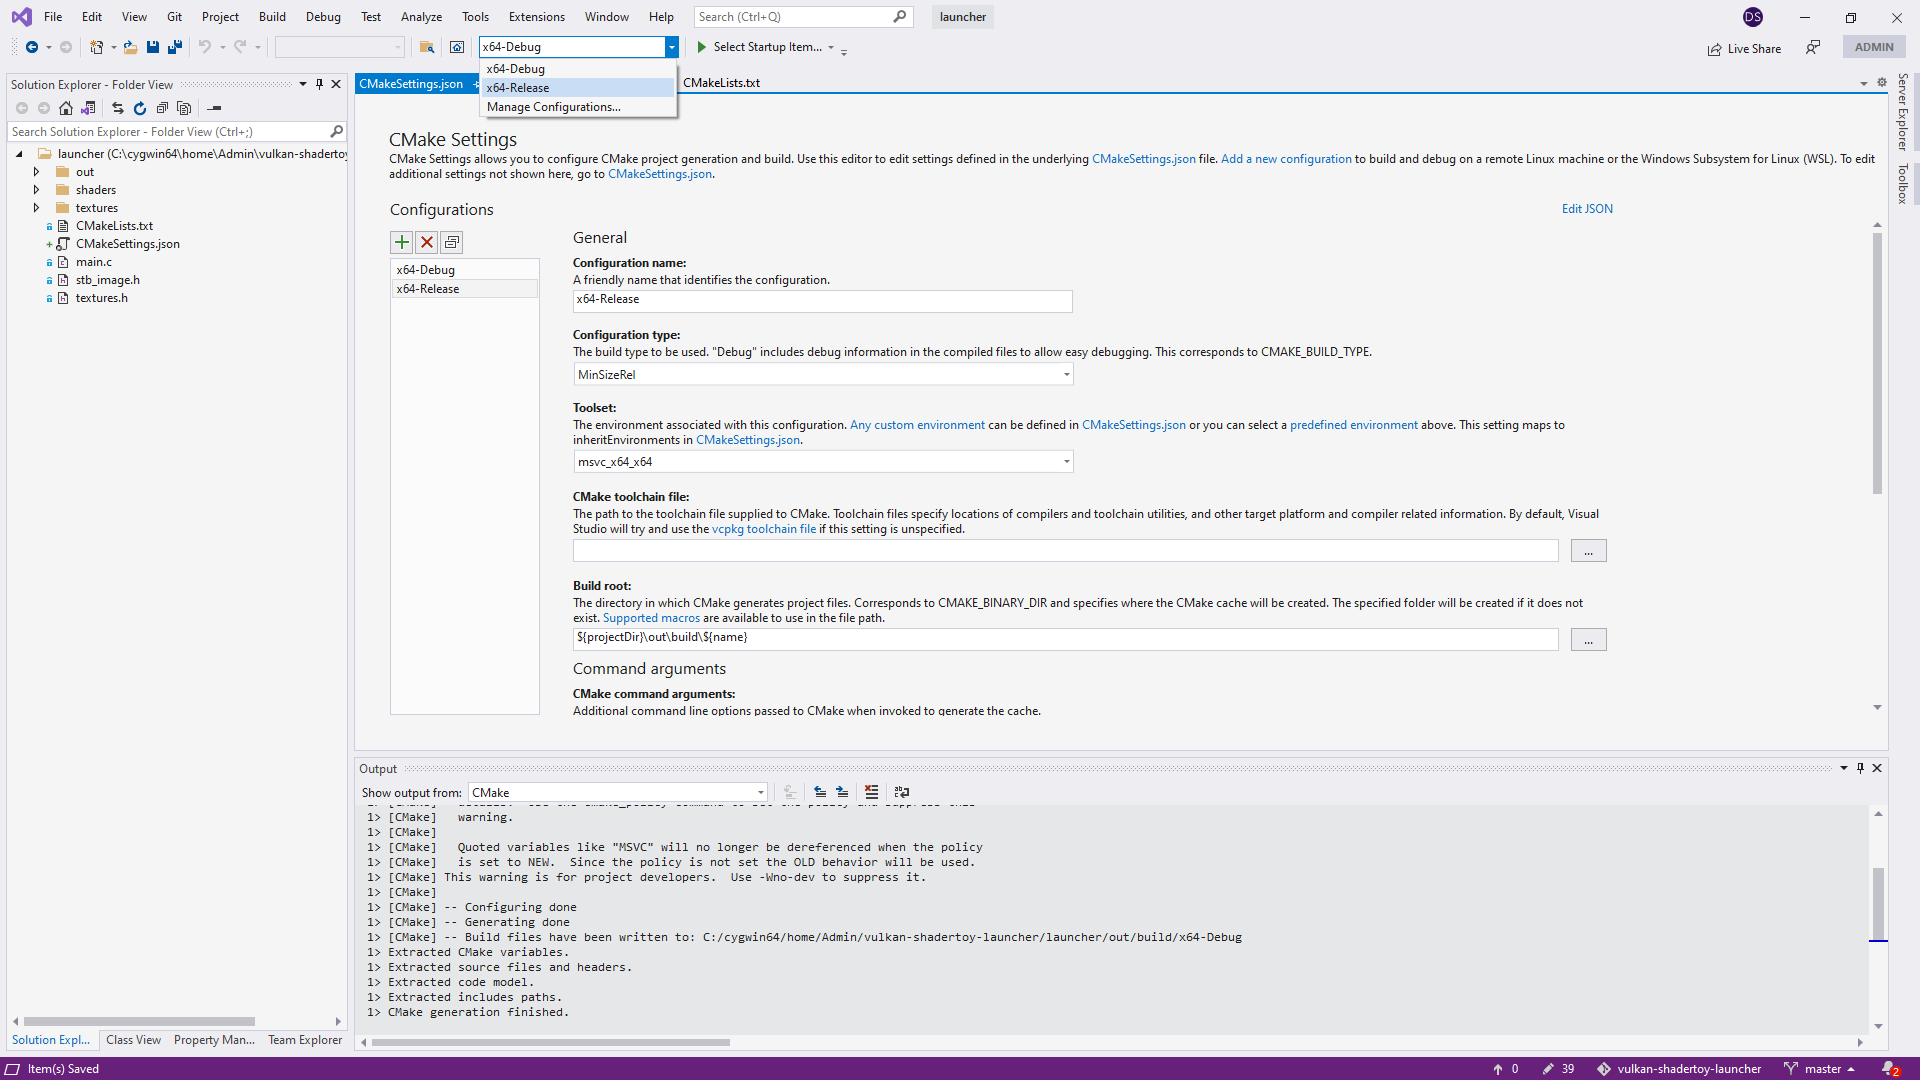 File Edit View Git Project Build Debug Test Analyze Tools Extensions Window Help Search (Ctrl+Q) launcher DS
x64-Debug Select Startup Item... Live Share ADMIN
x64-Debug
x64-Release
Manage Configurations...
Solution Explorer - Folder View
Search Solution Explorer - Folder View (Ctrl+;)
launcher (C:\cygwin64\home\Admin\vulkan-shadertoy
out
shaders
textures
CMakeLists.txt
CMakeSettings.json
main.c
stb_image.h
textures.h
Solution Expl... Class View Property Man... Team Explorer
CMakeSettings.json CMakeLists.txt
CMake Settings
CMake Settings allows you to configure CMake project generation and build. Use this editor to edit settings defined in the underlying CMakeSettings.json file. Add a new configuration to build and debug on a remote Linux machine or the Windows Subsystem for Linux (WSL). To edit
additional settings not shown here, go to CMakeSettings.json.
Configurations Edit JSON
x64-Debug
x64-Release
General
Configuration name:
A friendly name that identifies the configuration.
x64-Release
Configuration type:
The build type to be used. "Debug" includes debug information in the compiled files to allow easy debugging. This corresponds to CMAKE_BUILD_TYPE.
MinSizeRel
Toolset:
The environment associated with this configuration. Any custom environment can be defined in CMakeSettings.json or you can select a predefined environment above. This setting maps to
inheritEnvironments in CMakeSettings.json.
msvc_x64_x64
CMake toolchain file:
The path to the toolchain file supplied to CMake. Toolchain files specify locations of compilers and toolchain utilities, and other target platform and compiler related information. By default, Visual
Studio will try and use the vcpkg toolchain file if this setting is unspecified.
...
Build root:
The directory in which CMake generates project files. Corresponds to CMAKE_BINARY_DIR and specifies where the CMake cache will be created. The specified folder will be created if it does not
exist. Supported macros are available to use in the file path.
${projectDir}\out\build\${name}
...
Command arguments
CMake command arguments:
Additional command line options passed to CMake when invoked to generate the cache.
Server Explorer
Toolbox
Output
Show output from: CMake
1> [CMake] details. Use the cmake_policy command to set the policy and suppress this
1> [CMake] warning.
1> [CMake]
1> [CMake] Quoted variables like "MSVC" will no longer be dereferenced when the policy
1> [CMake] is set to NEW. Since the policy is not set the OLD behavior will be used.
1> [CMake] This warning is for project developers. Use -Wno-dev to suppress it.
1> [CMake]
1> [CMake] -- Configuring done
1> [CMake] -- Generating done
1> [CMake] -- Build files have been written to: C:/cygwin64/home/Admin/vulkan-shadertoy-launcher/launcher/out/build/x64-Debug
1> Extracted CMake variables.
1> Extracted source files and headers.
1> Extracted code model.
1> Extracted includes paths.
1> CMake generation finished.
Item(s) Saved 0 39 vulkan-shadertoy-launcher master 2